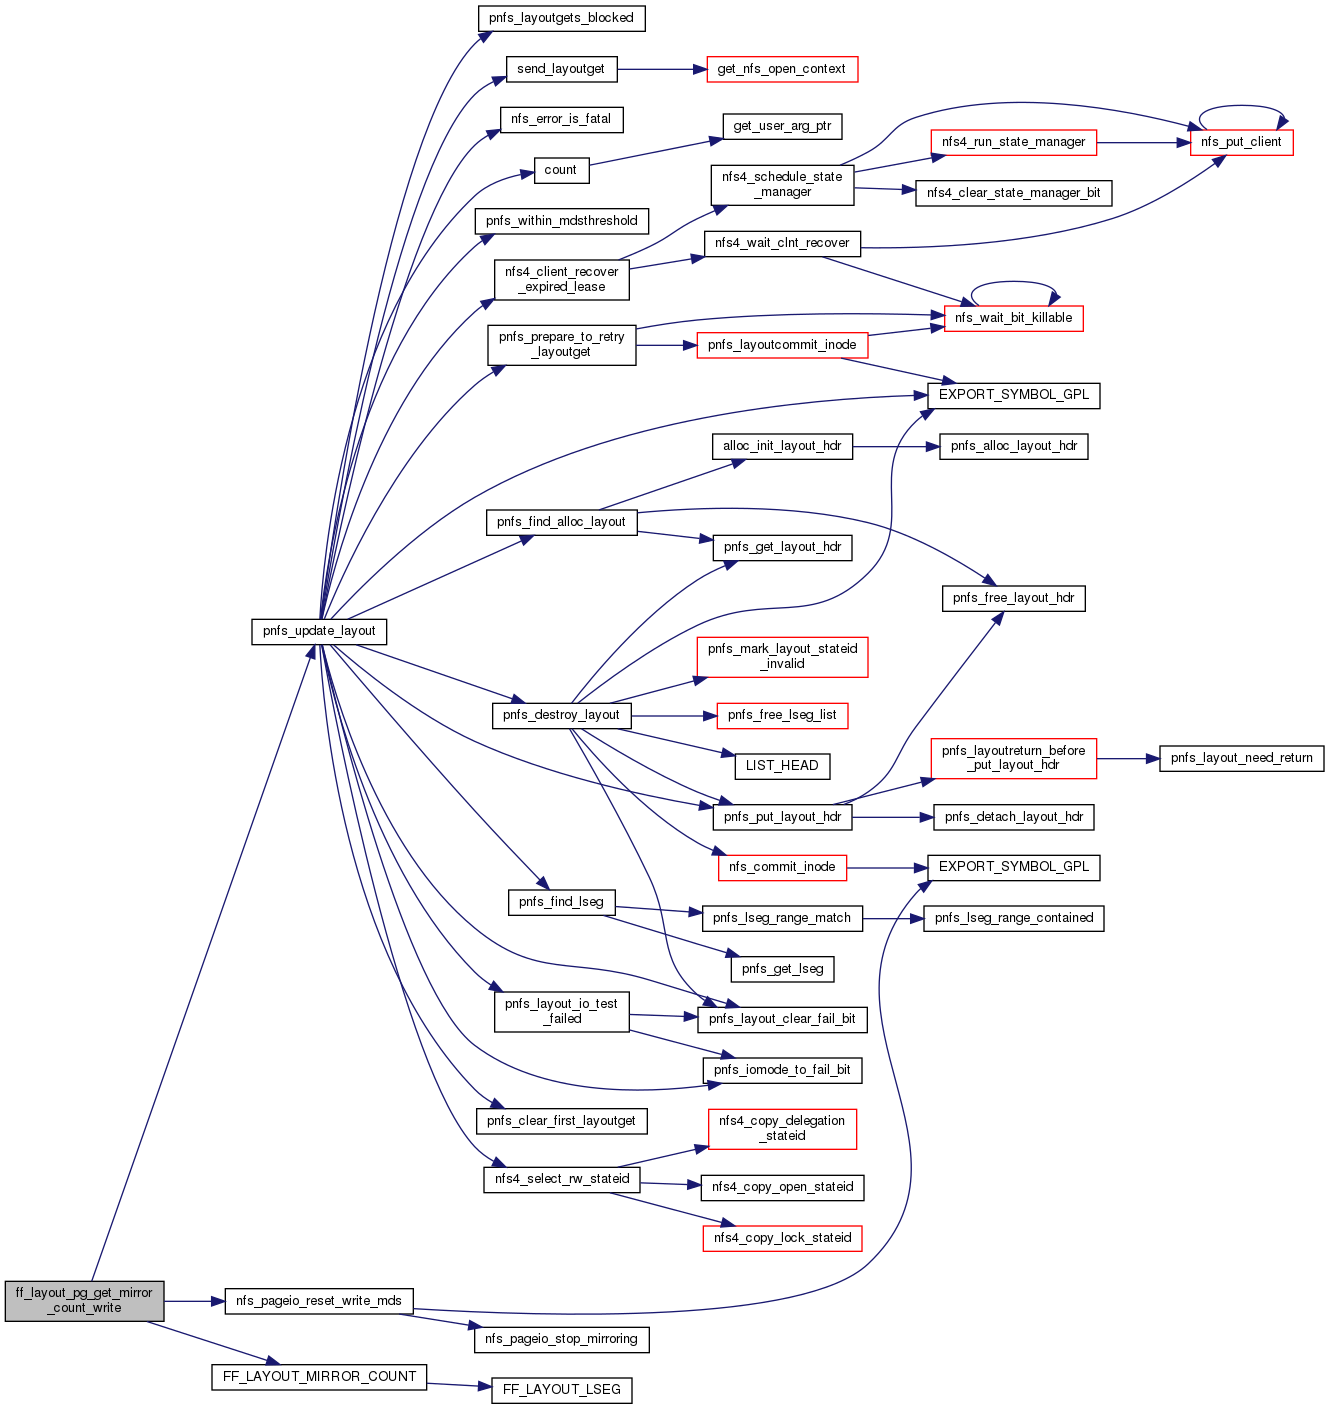 pnfs_layoutgets_blocked
send_layoutget
get_nfs_open_context
nfs_error_is_fatal
get_user_arg_ptr
count
nfs4_run_state_manager
nfs_put_client
nfs4_schedule_state
_manager
nfs4_clear_state_manager_bit
pnfs_within_mdsthreshold
nfs4_wait_clnt_recover
nfs4_client_recover
_expired_lease
nfs_wait_bit_killable
pnfs_prepare_to_retry
_layoutget
pnfs_layoutcommit_inode
EXPORT_SYMBOL_GPL
alloc_init_layout_hdr
pnfs_alloc_layout_hdr
pnfs_find_alloc_layout
pnfs_get_layout_hdr
pnfs_free_layout_hdr
pnfs_update_layout
pnfs_mark_layout_stateid
_invalid
pnfs_destroy_layout
pnfs_free_lseg_list
LIST_HEAD
pnfs_layoutreturn_before
_put_layout_hdr
pnfs_layout_need_return
pnfs_put_layout_hdr
pnfs_detach_layout_hdr
nfs_commit_inode
EXPORT_SYMBOL_GPL
pnfs_find_lseg
pnfs_lseg_range_match
pnfs_lseg_range_contained
pnfs_get_lseg
pnfs_layout_io_test
_failed
pnfs_layout_clear_fail_bit
pnfs_iomode_to_fail_bit
pnfs_clear_first_layoutget
nfs4_copy_delegation
_stateid
nfs4_select_rw_stateid
nfs4_copy_open_stateid
nfs4_copy_lock_stateid
ff_layout_pg_get_mirror
_count_write
nfs_pageio_reset_write_mds
nfs_pageio_stop_mirroring
FF_LAYOUT_MIRROR_COUNT
FF_LAYOUT_LSEG